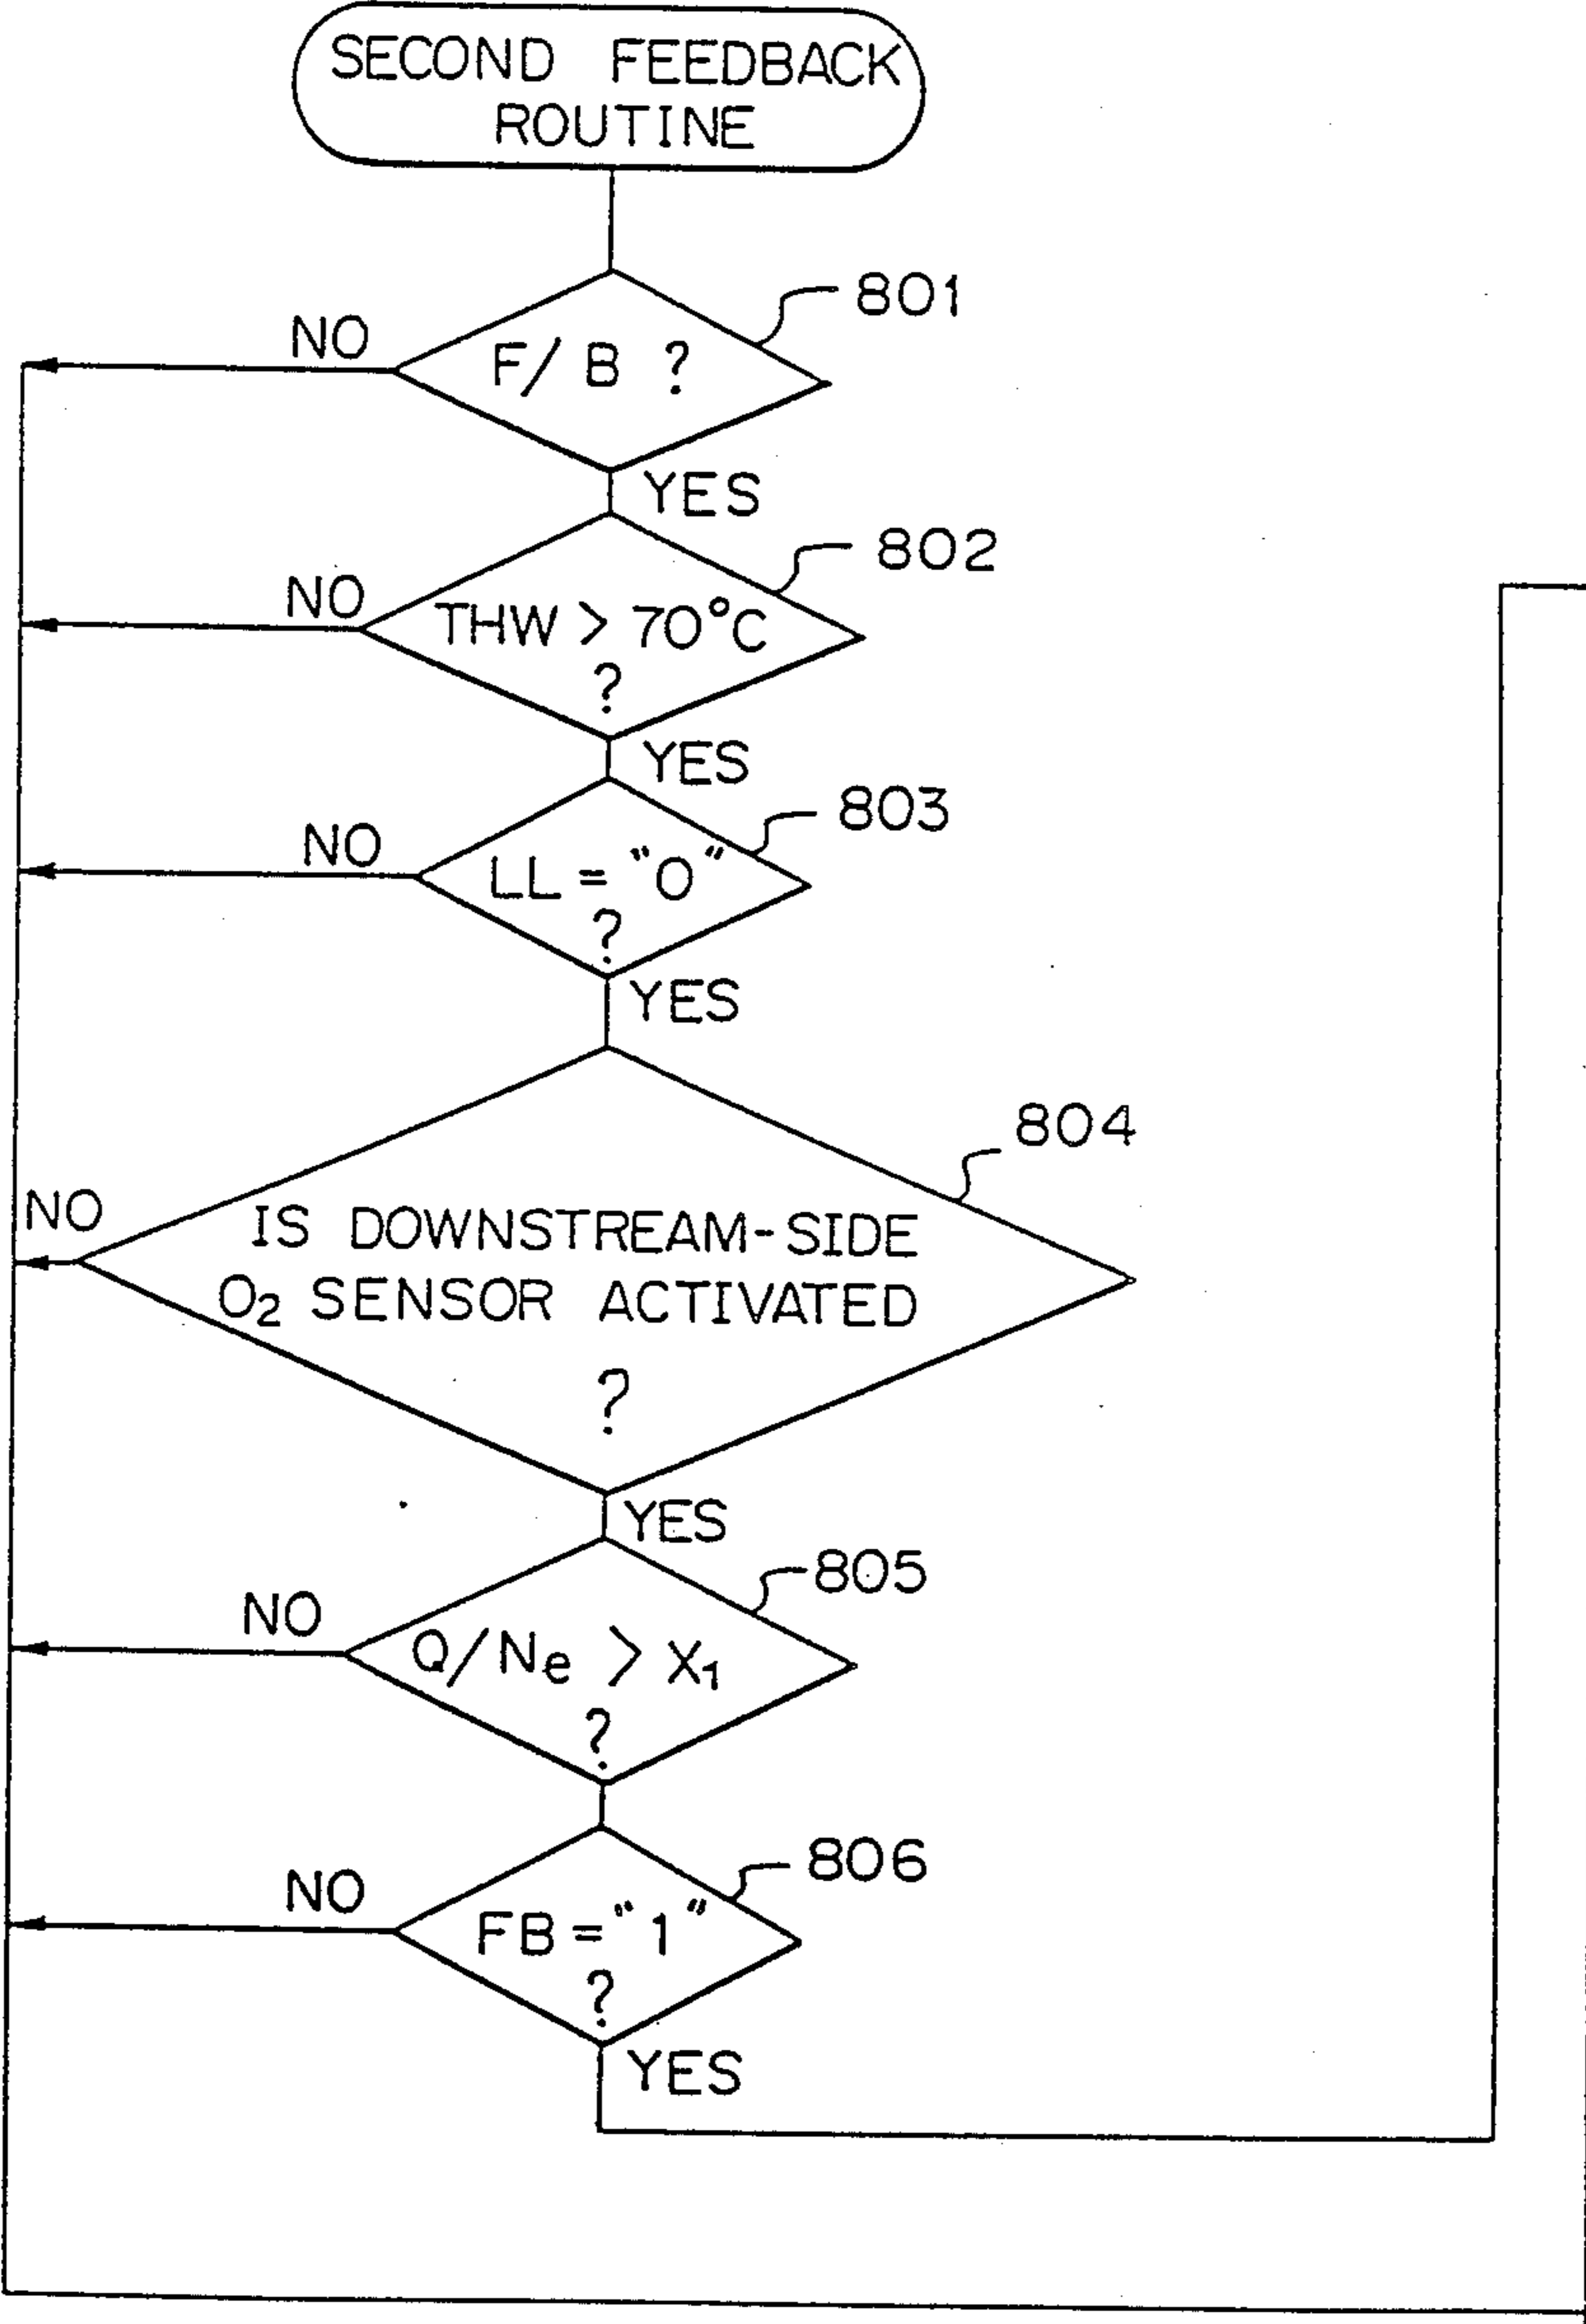 SECOND FEEDBACK
ROUTINE
801
NO
F/B ?
YES
802
NO
THW > 70°C
?
YES
803
NO
LL = "0"
?
YES
804
NO
IS DOWNSTREAM-SIDE
O₂ SENSOR ACTIVATED
?
YES
805
NO
Q/Ne > X₁
?
806
NO
FB = "1"
?
YES